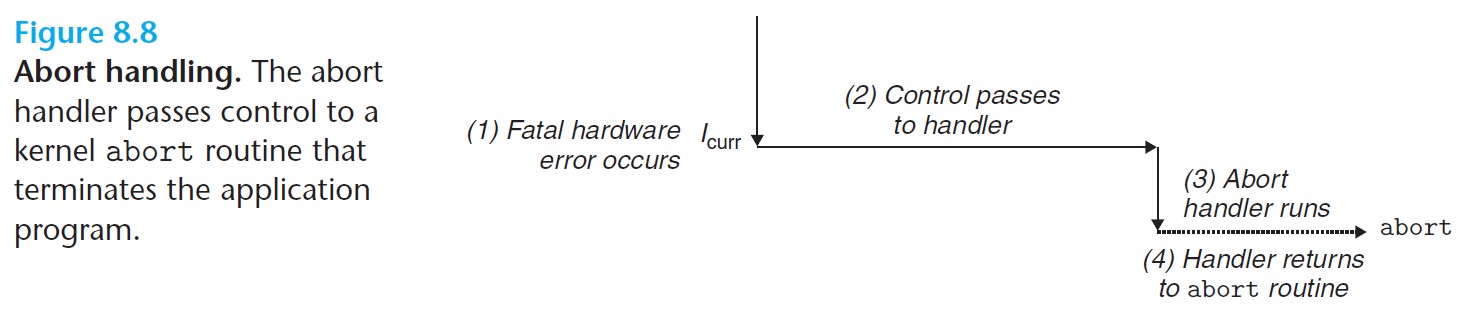 Figure 8.8
Abort handling. The abort
handler passes control to a
kernel abort routine that
terminates the application
program.
(1) Fatal hardware
error occurs
Icurr
(2) Control passes
to handler
(3) Abort
handler runs
abort
(4) Handler returns
to abort routine